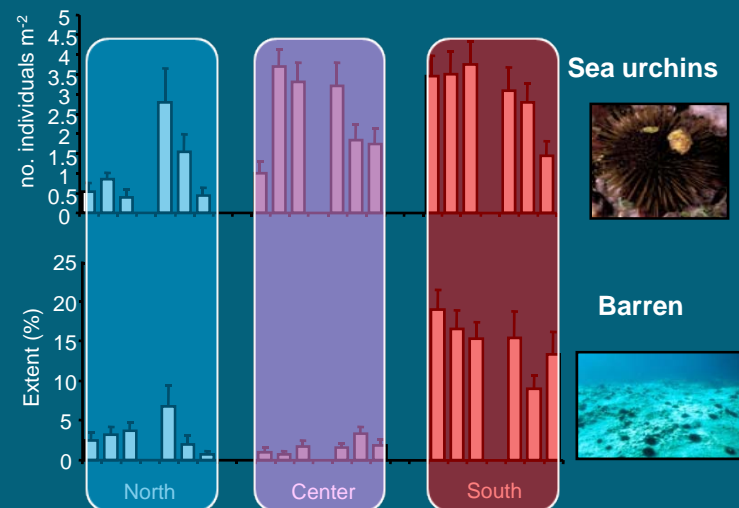 no. individuals m-2
5
4.5
4
3.5
3
2.5
2
1.5
1
0.5
0
Sea urchins
Extent (%)
25
20
15
10
5
0
Barren
North
Center
South